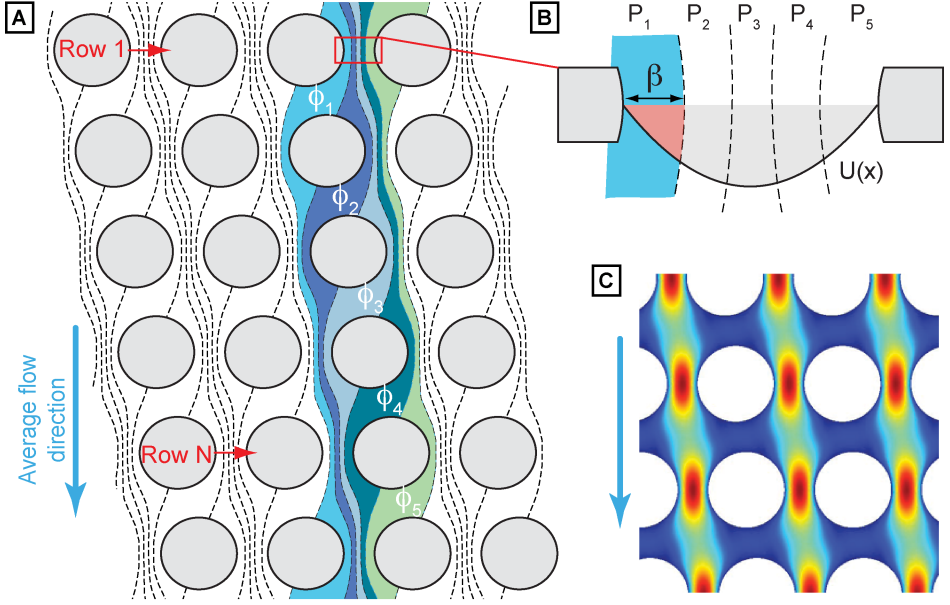 A
Row 1
ϕ1
ϕ2
ϕ3
ϕ4
ϕ5
Row N
Average flow
direction
B
P1 P2 P3 P4 P5
β
U(x)
C